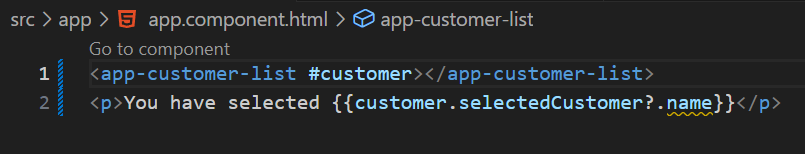 src > app > app.component.html > app-customer-list
Go to component
1 <app-customer-list #customer></app-customer-list>
2 <p>You have selected {{customer.selectedCustomer?.name}}</p>